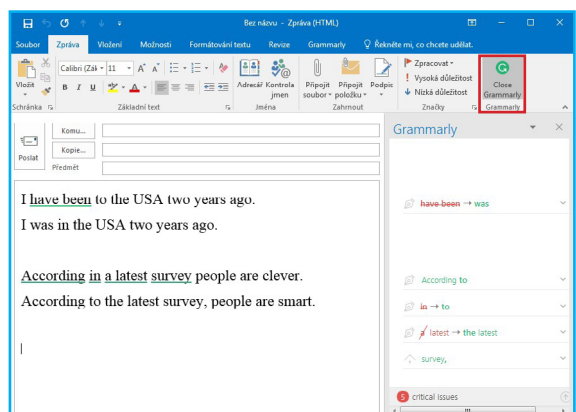 Bez názvu - Zpráva (HTML)
Soubor Zpráva Vložení Možnosti Formátování textu Revize Grammarly Řekněte mi, co chcete udělat.
Vložit
Calibri (Zák 11
B I U A
Adresář Kontrola jmen
Připojit soubor Připojit položku Podpis
Zpracovat
Vysoká důležitost
Nízká důležitost
Close Grammarly
Schránka Základní text Jména Zahrnout Značky Grammarly
Poslat
Komu...
Kopie...
Předmět
I have been to the USA two years ago.
I was in the USA two years ago.
According in a latest survey people are clever.
According to the latest survey, people are smart.
Grammarly
have been → was
According to
in → to
a latest → the latest
survey,
5 critical issues